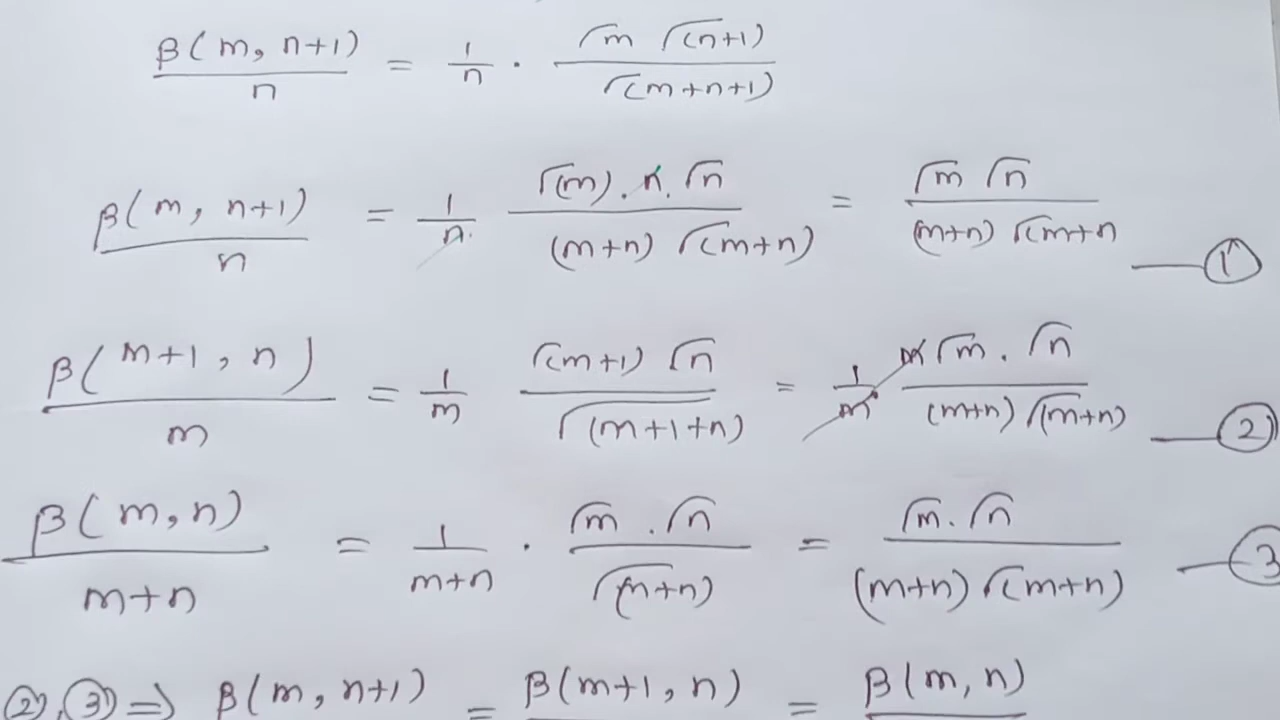 β(m, n+1)/n = 1/n · Γm Γ(n+1)/Γ(m+n+1)
β(m, n+1)/n = 1/n Γ(m) . n . Γn/(m+n) Γ(m+n) = Γm Γn/(m+n) Γ(m+n — ①
β(m+1, n)/m = 1/m Γ(m+1) Γn/Γ(m+1+n) = 1/m mΓm . Γn/(m+n) Γ(m+n) — ②
β(m, n)/m+n = 1/m+n · Γm . Γn/Γ(m+n) = Γm . Γn/(m+n) Γ(m+n) — ③
②, ③ ⇒ β(m, n+1) = β(m+1, n) = β(m, n)